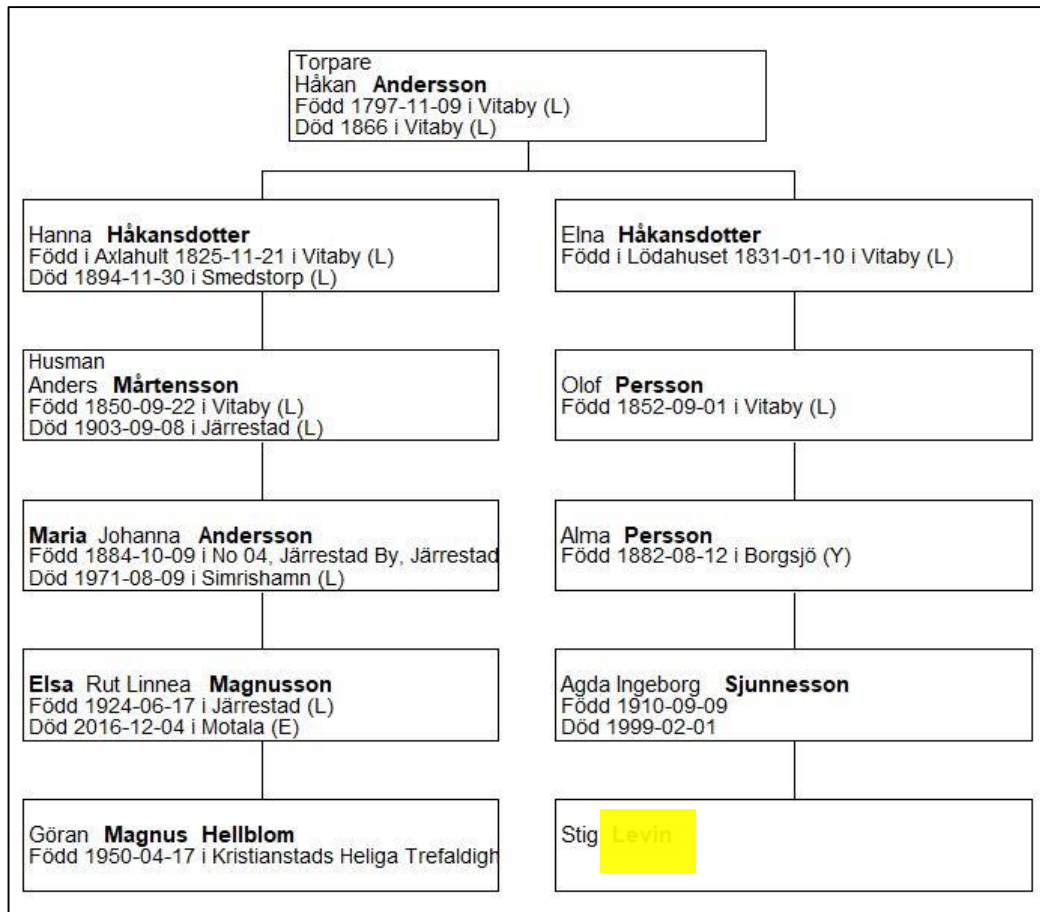 Torpare
Håkan Andersson
Född 1797-11-09 i Vitaby (L)
Död 1866 i Vitaby (L)
Hanna Håkansdotter
Född i Axlahult 1825-11-21 i Vitaby (L)
Död 1894-11-30 i Smedstorp (L)
Elna Håkansdotter
Född i Lödahuset 1831-01-10 i Vitaby (L)
Husman
Anders Mårtensson
Född 1850-09-22 i Vitaby (L)
Död 1903-09-08 i Järrestad (L)
Olof Persson
Född 1852-09-01 i Vitaby (L)
Maria Johanna Andersson
Född 1884-10-09 i No 04, Järrestad By, Järrestad
Död 1971-08-09 i Simrishamn (L)
Alma Persson
Född 1882-08-12 i Borgsjö (Y)
Elsa Rut Linnea Magnusson
Född 1924-06-17 i Järrestad (L)
Död 2016-12-04 i Motala (E)
Agda Ingeborg Sjunnesson
Född 1910-09-09
Död 1999-02-01
Göran Magnus Hellblom
Född 1950-04-17 i Kristianstads Heliga Trefaldigh
Stig Levin